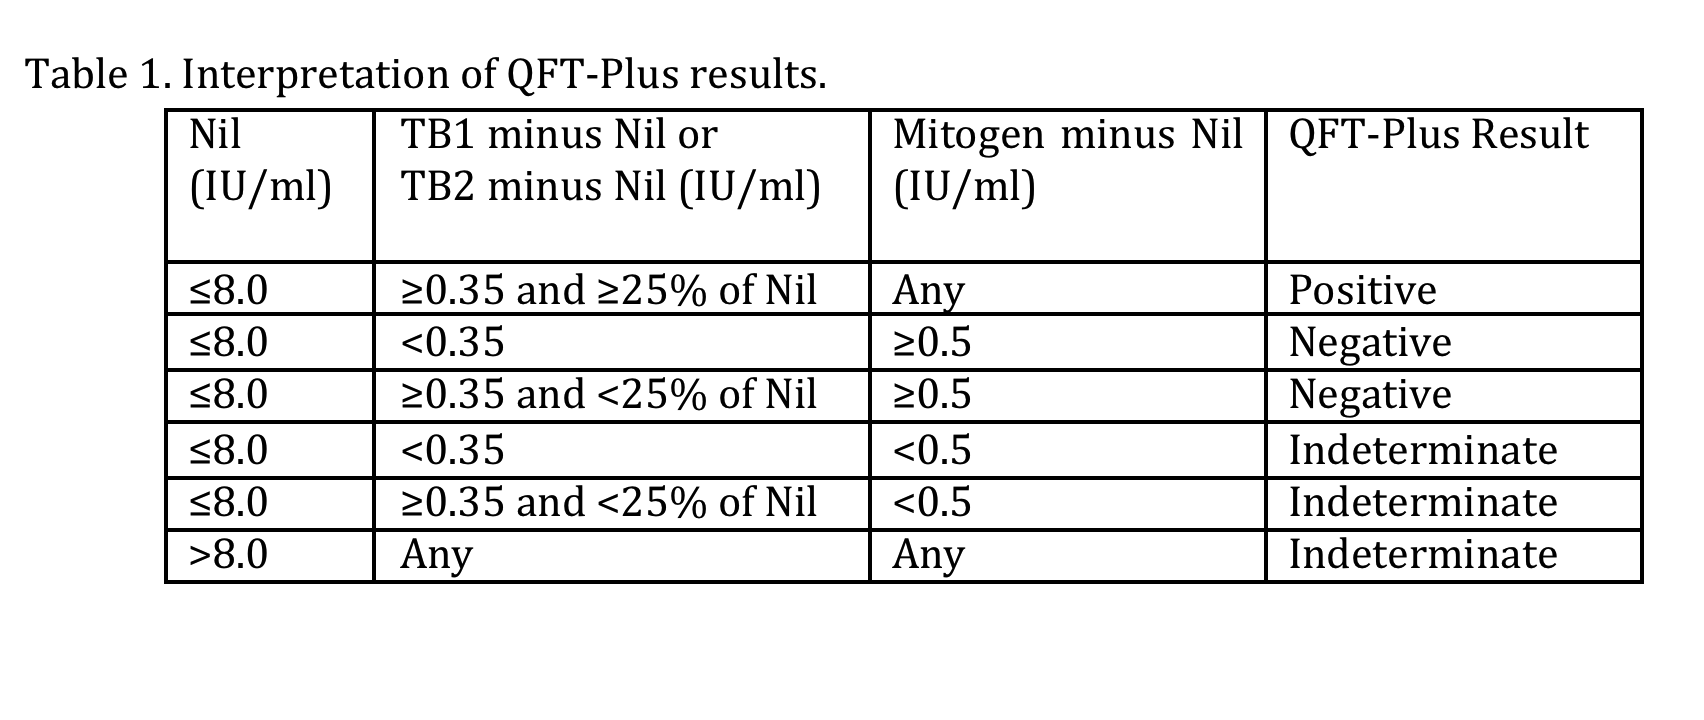 Table 1. Interpretation of QFT-Plus results.
Nil (IU/ml) TB1 minus Nil or TB2 minus Nil (IU/ml) Mitogen minus Nil (IU/ml) QFT-Plus Result
≤8.0 ≥0.35 and ≥25% of Nil Any Positive
≤8.0 <0.35 ≥0.5 Negative
≤8.0 ≥0.35 and <25% of Nil ≥0.5 Negative
≤8.0 <0.35 <0.5 Indeterminate
≤8.0 ≥0.35 and <25% of Nil <0.5 Indeterminate
>8.0 Any Any Indeterminate